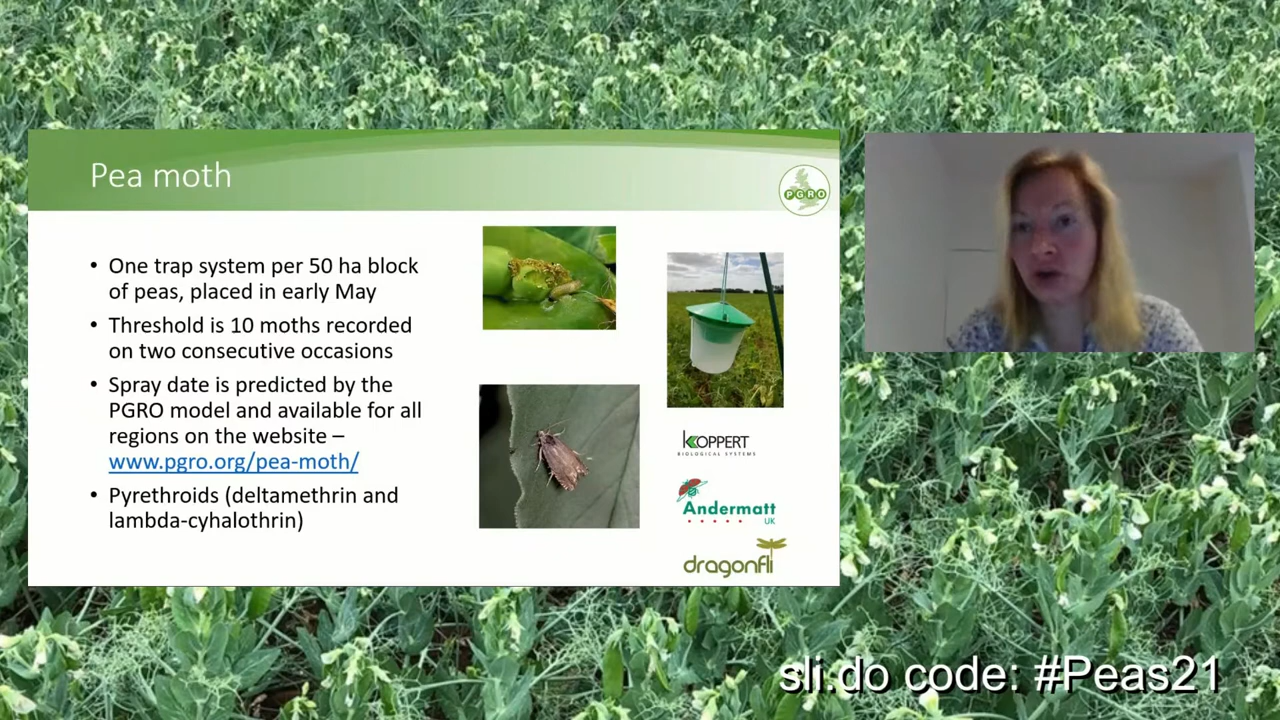 Pea moth
PGRO
• One trap system per 50 ha block
of peas, placed in early May
• Threshold is 10 moths recorded
on two consecutive occasions
• Spray date is predicted by the
PGRO model and available for all
regions on the website –
www.pgro.org/pea-moth/
• Pyrethroids (deltamethrin and
lambda-cyhalothrin)
KOPPERT
BIOLOGICAL SYSTEMS
Andermatt
UK
dragonfli
sli.do code: #Peas21